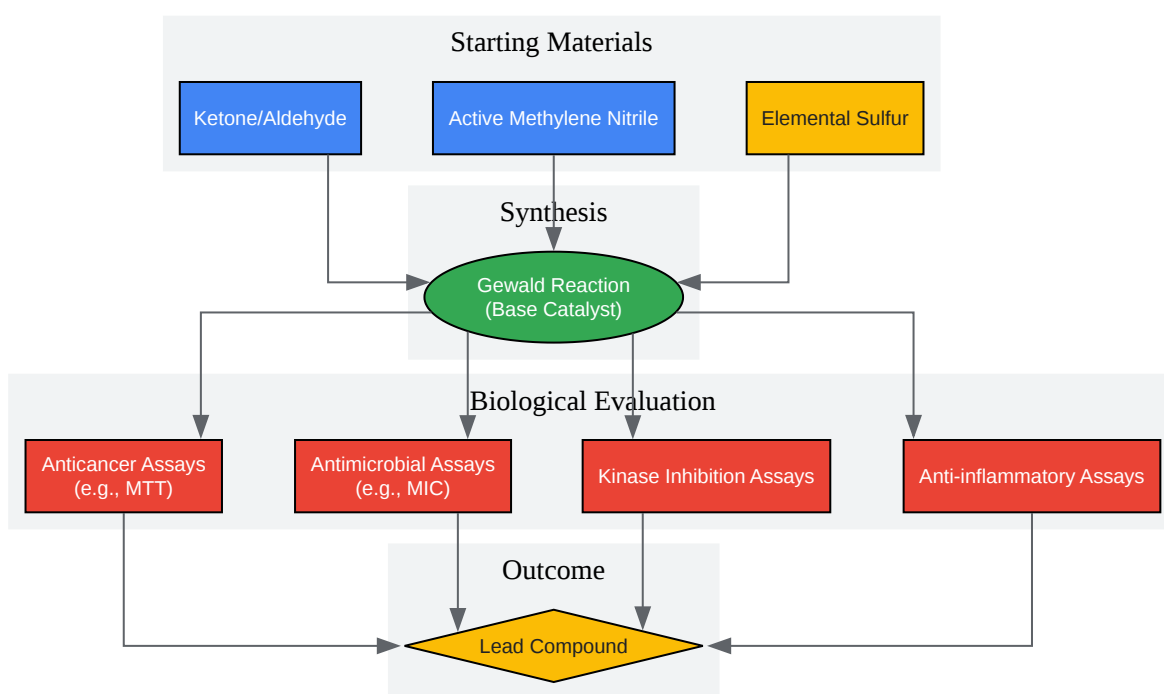 Starting Materials
Ketone/Aldehyde
Active Methylene Nitrile
Elemental Sulfur
Synthesis
Gewald Reaction
(Base Catalyst)
Biological Evaluation
Anticancer Assays
(e.g., MTT)
Antimicrobial Assays
(e.g., MIC)
Kinase Inhibition Assays
Anti-inflammatory Assays
Outcome
Lead Compound